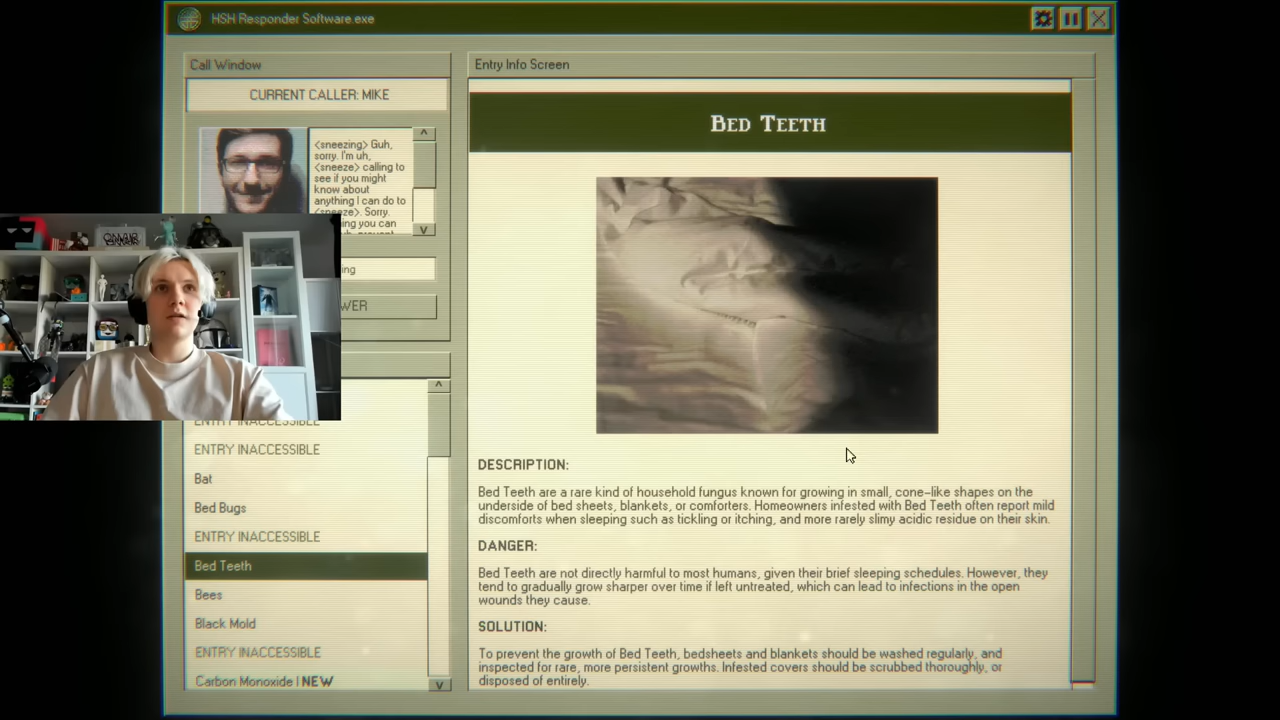 HSH Responder Software.exe
Call Window
CURRENT CALLER: MIKE
<sneezing> Guh,
sorry. I'm uh,
<sneeze> calling to
see if you might
know about
anything I can do to
<sneeze>. Sorry.
you can
Entry Info Screen
BED TEETH
DESCRIPTION:
Bed Teeth are a rare kind of household fungus known for growing in small, cone-like shapes on the
underside of bed sheets, blankets, or comforters. Homeowners infested with Bed Teeth often report mild
discomforts when sleeping such as tickling or itching, and more rarely slimy acidic residue on their skin.
DANGER:
Bed Teeth are not directly harmful to most humans, given their brief sleeping schedules. However, they
tend to gradually grow sharper over time if left untreated, which can lead to infections in the open
wounds they cause.
SOLUTION:
To prevent the growth of Bed Teeth, bedsheets and blankets should be washed regularly, and
inspected for rare, more persistent growths. Infested covers should be scrubbed thoroughly, or
disposed of entirely.
ENTRY INACCESSIBLE
ENTRY INACCESSIBLE
Bat
Bed Bugs
ENTRY INACCESSIBLE
Bed Teeth
Bees
Black Mold
ENTRY INACCESSIBLE
Carbon Monoxide | NEW
ON AIR